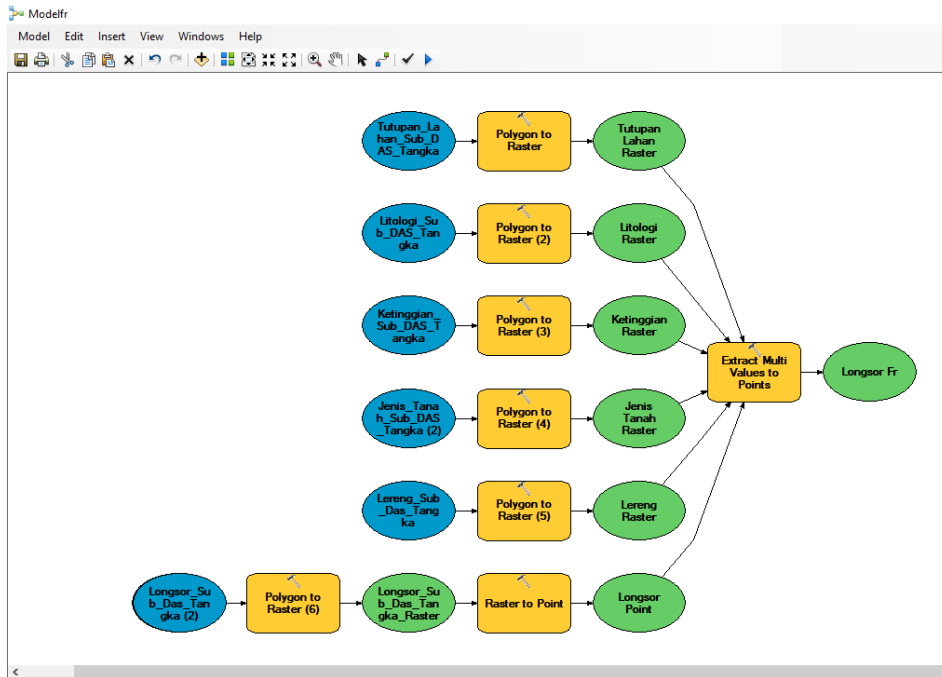 Modelfr
Model Edit Insert View Windows Help
Tutupan_La
han_Sub_D
AS_Tangka
Polygon to
Raster
Tutupan
Lahan
Raster
Litologi_Su
b_DAS_Tan
gka
Polygon to
Raster (2)
Litologi
Raster
Ketinggian_
Sub_DAS_T
angka
Polygon to
Raster (3)
Ketinggian
Raster
Extract Multi
Values to
Points
Longsor Fr
Jenis_Tana
h_Sub_DAS
_Tangka (2)
Polygon to
Raster (4)
Jenis
Tanah
Raster
Lereng_Sub
_Das_Tang
ka
Polygon to
Raster (5)
Lereng
Raster
Longsor_Su
b_Das_Tan
gka (2)
Polygon to
Raster (6)
Longsor_Su
b_Das_Tan
gka_Raster
Raster to Point
Longsor
Point